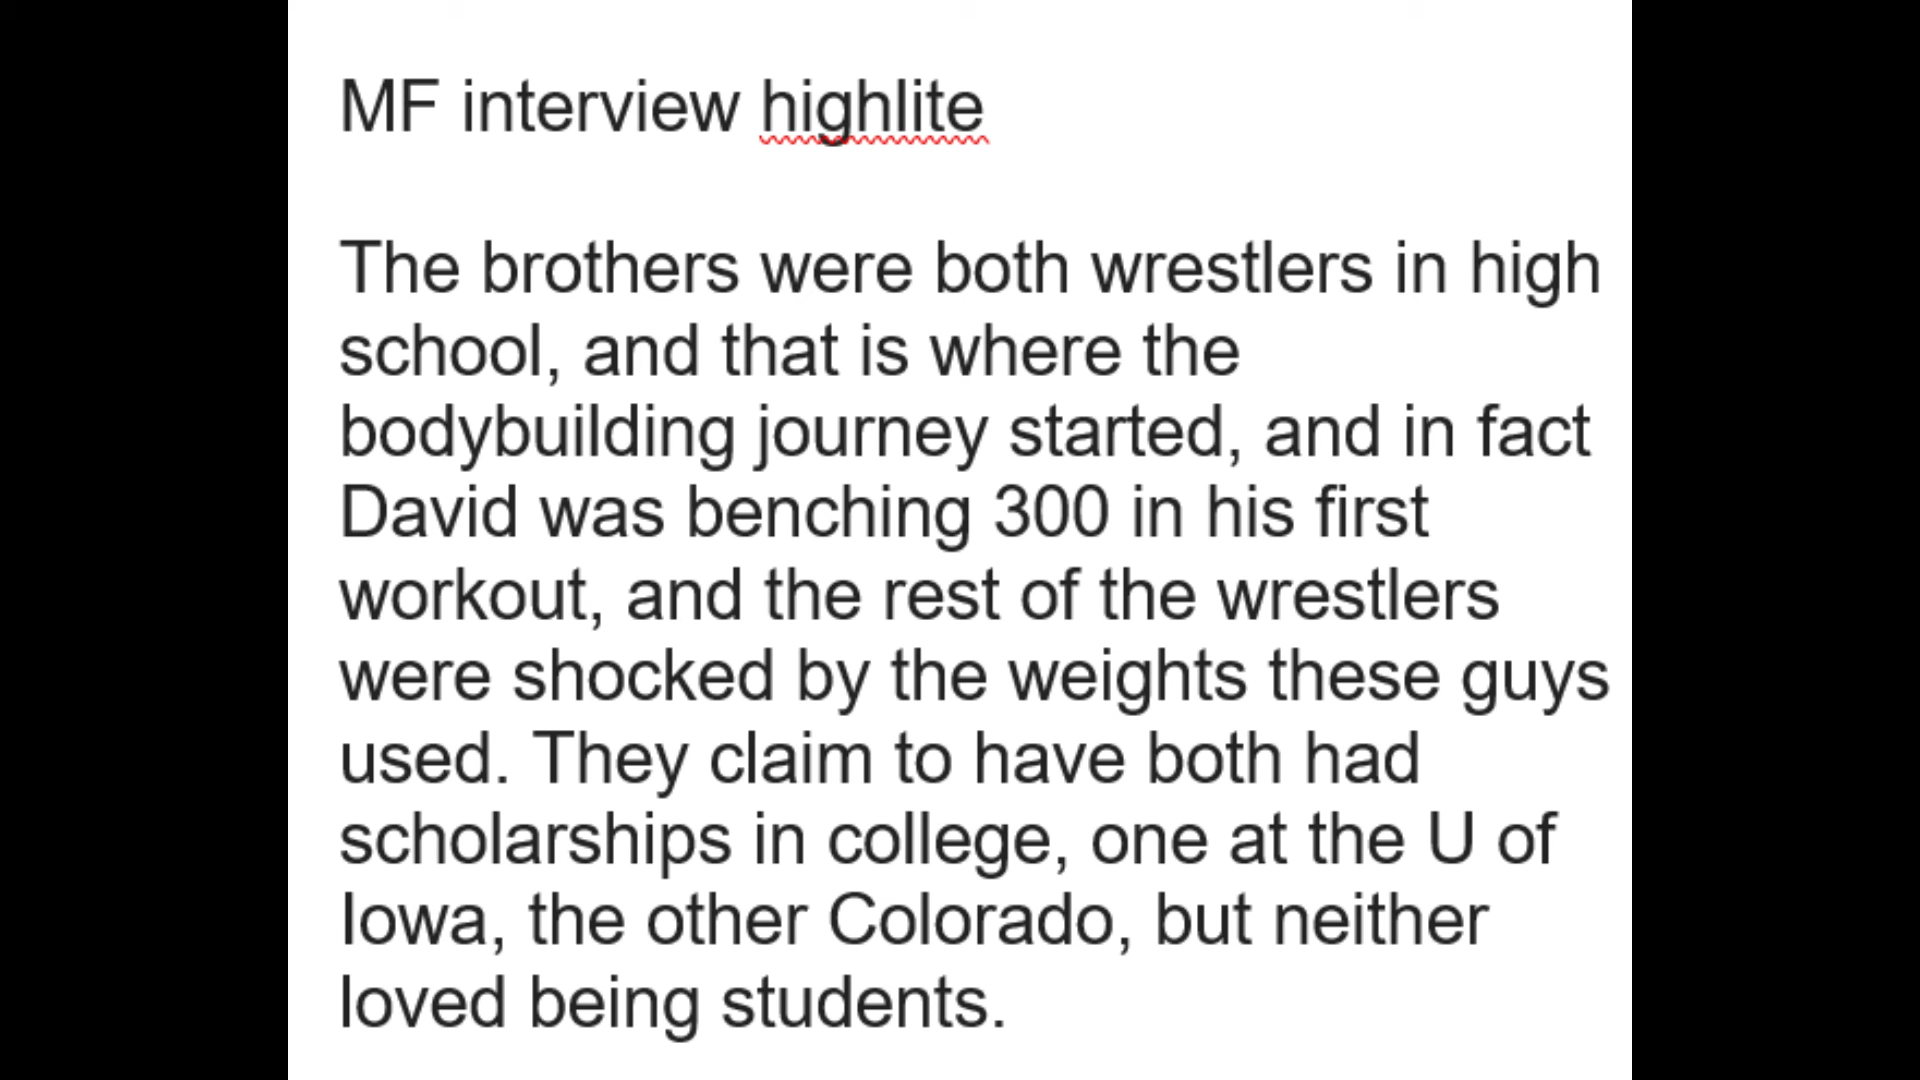 MF interview highlite
The brothers were both wrestlers in high
school, and that is where the
bodybuilding journey started, and in fact
David was benching 300 in his first
workout, and the rest of the wrestlers
were shocked by the weights these guys
used. They claim to have both had
scholarships in college, one at the U of
Iowa, the other Colorado, but neither
loved being students.